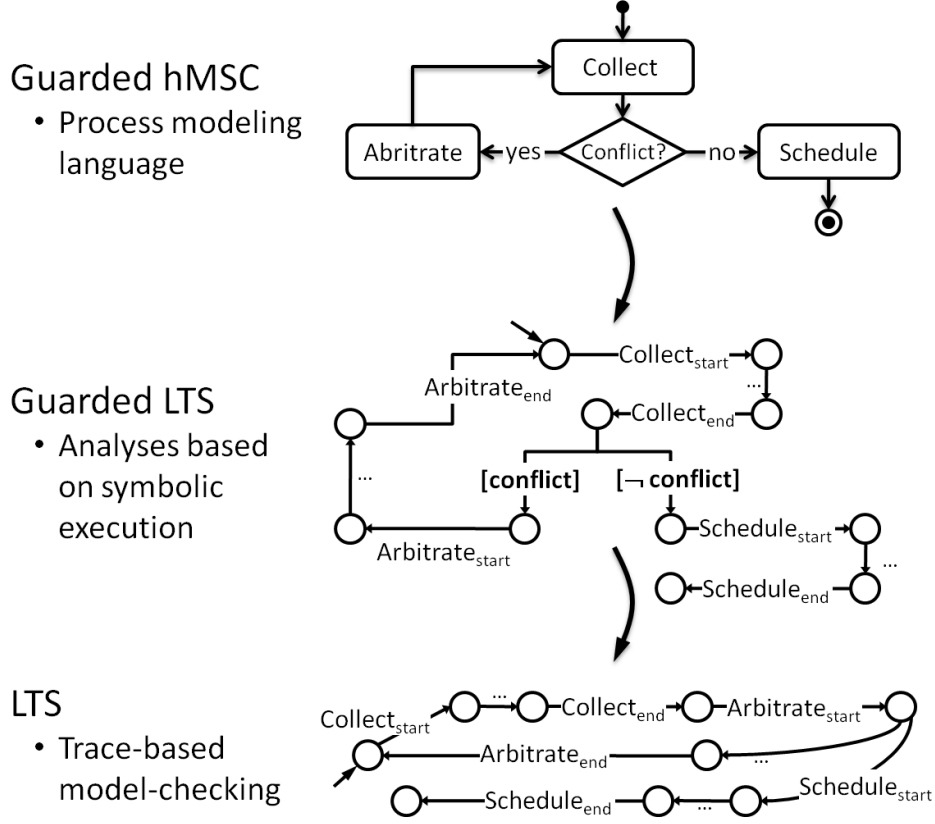 Guarded hMSC
• Process modeling
language
Collect
Abritrate
yes
Conflict?
no
Schedule
Guarded LTS
• Analyses based
on symbolic
execution
Collectstart
...
Collectend
Arbitrateend
...
[conflict]
[¬ conflict]
Arbitratestart
Schedulestart
...
Scheduleend
LTS
• Trace-based
model-checking
Collectstart
...
Collectend
Arbitratestart
Arbitrateend
...
Schedulestart
...
Scheduleend